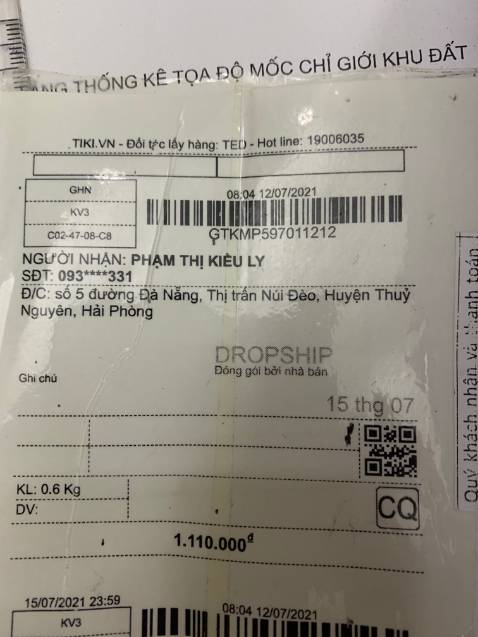 BẢNG THỐNG KÊ TỌA ĐỘ MỐC CHỈ GIỚI KHU ĐẤT
TIKI.VN - Đối tác lấy hàng: TED - Hot line: 19006035
GHN
KV3
C02-47-08-C8
08:04 12/07/2021
GTKMP597011212
NGƯỜI NHẬN: PHẠM THỊ KIỀU LY
SĐT: 093****331
Đ/C: số 5 đường Đà Nẵng, Thị trấn Núi Đèo, Huyện Thuỷ
Nguyên, Hải Phòng
DROPSHIP
Đóng gói bởi nhà bán
Ghi chú
15 thg 07
KL: 0.6 Kg
DV:
CQ
1.110.000đ
15/07/2021 23:59
KV3
08:04 12/07/2021
Quý khách nhận và thanh toán